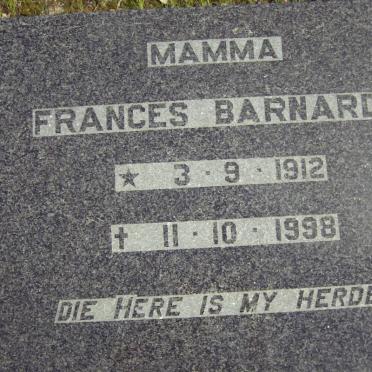 MAMMA
FRANCES BARNARD
★ 3·9·1912
✝ 11·10·1998
DIE HERE IS MY HERDE